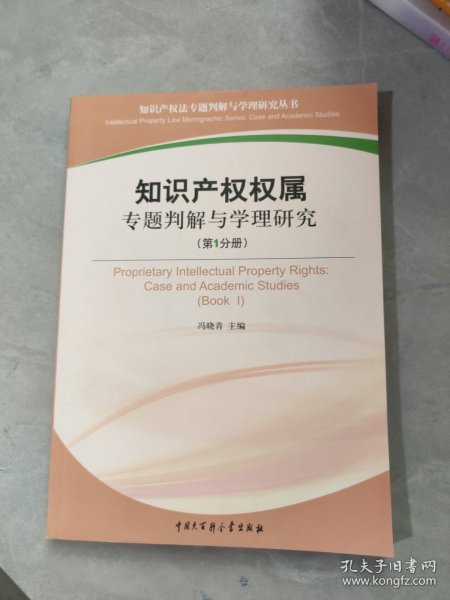 知识产权法专题判解与学理研究丛书
Intellectual Property Law Monographic Series: Case and Academic Studies
知识产权权属
专题判解与学理研究
(第1分册)
Proprietary Intellectual Property Rights:
Case and Academic Studies
(Book I)
冯晓青 主编
中国大百科全书出版社
孔夫子旧书网
www.kongfz.com